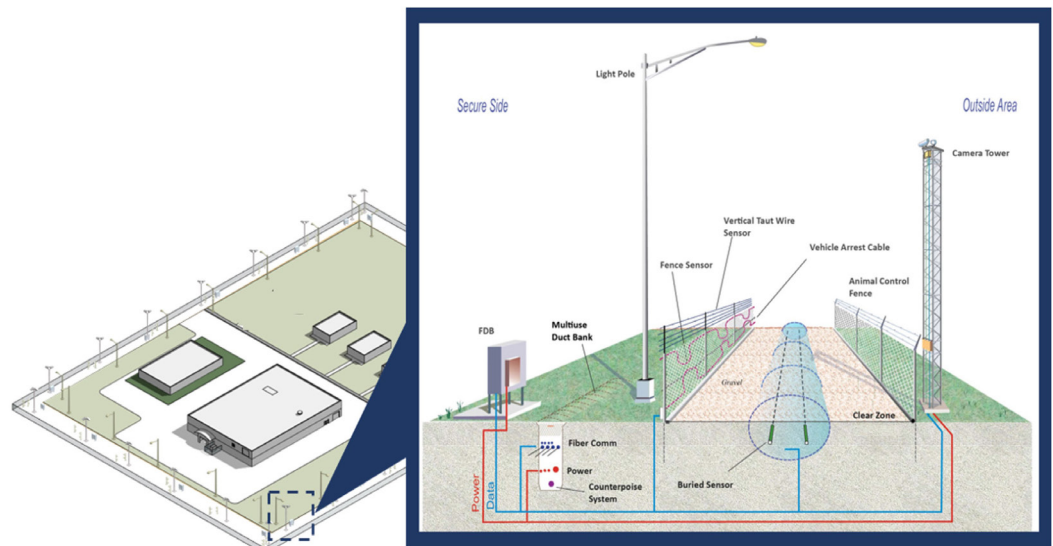 Light Pole
Secure Side
Outside Area
Camera Tower
Vertical Taut Wire
Sensor
Vehicle Arrest Cable
Fence Sensor
Animal Control
Fence
FDB
Multiuse
Duct Bank
Gravel
Clear Zone
Fiber Comm
Power
Counterpoise
System
Buried Sensor
Power
Data